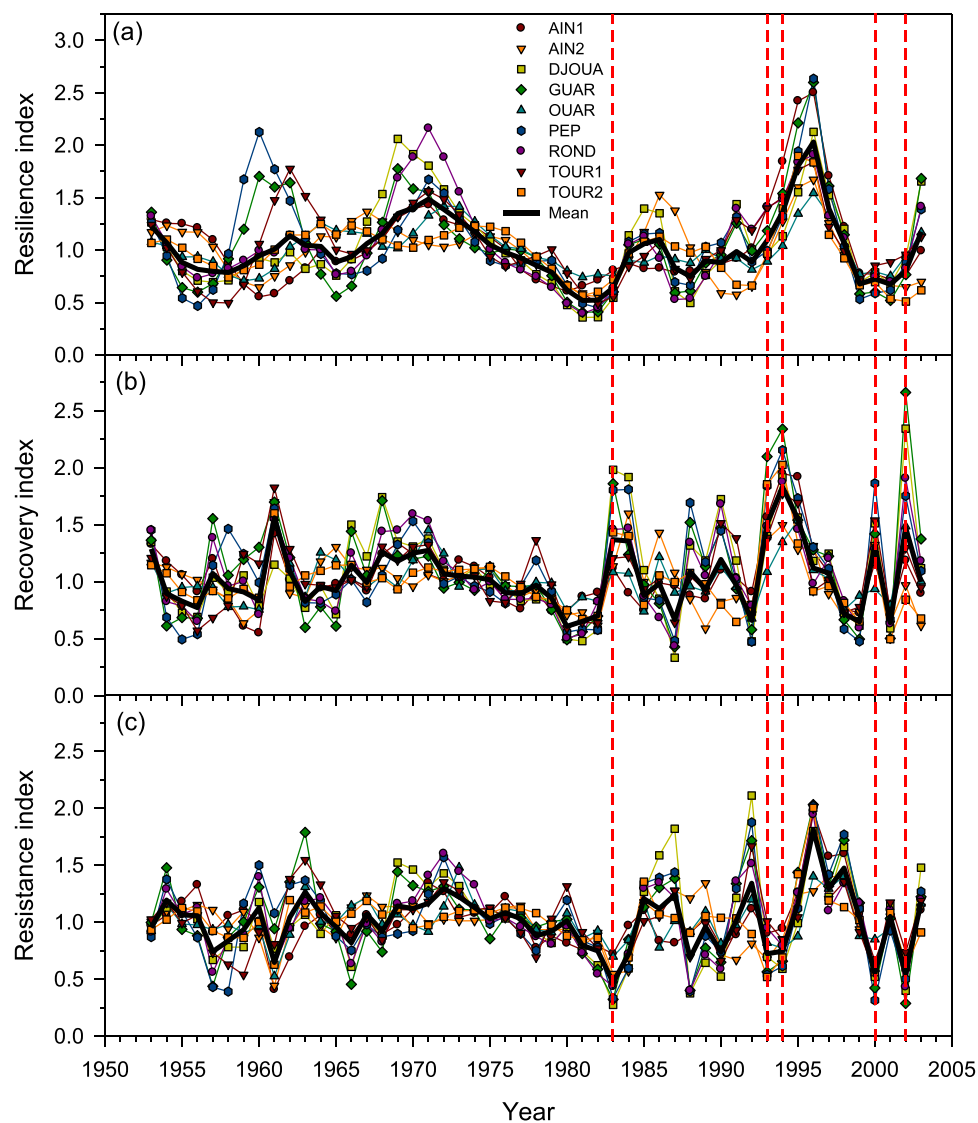 (a)
Resilience index
3.0
2.5
2.0
1.5
1.0
0.5
0.0
AIN1
AIN2
DJOUA
GUAR
OUAR
PEP
ROND
TOUR1
TOUR2
Mean
(b)
Recovery index
2.5
2.0
1.5
1.0
0.5
0.0
(c)
Resistance index
2.5
2.0
1.5
1.0
0.5
0.0
1950 1955 1960 1965 1970 1975 1980 1985 1990 1995 2000 2005
Year